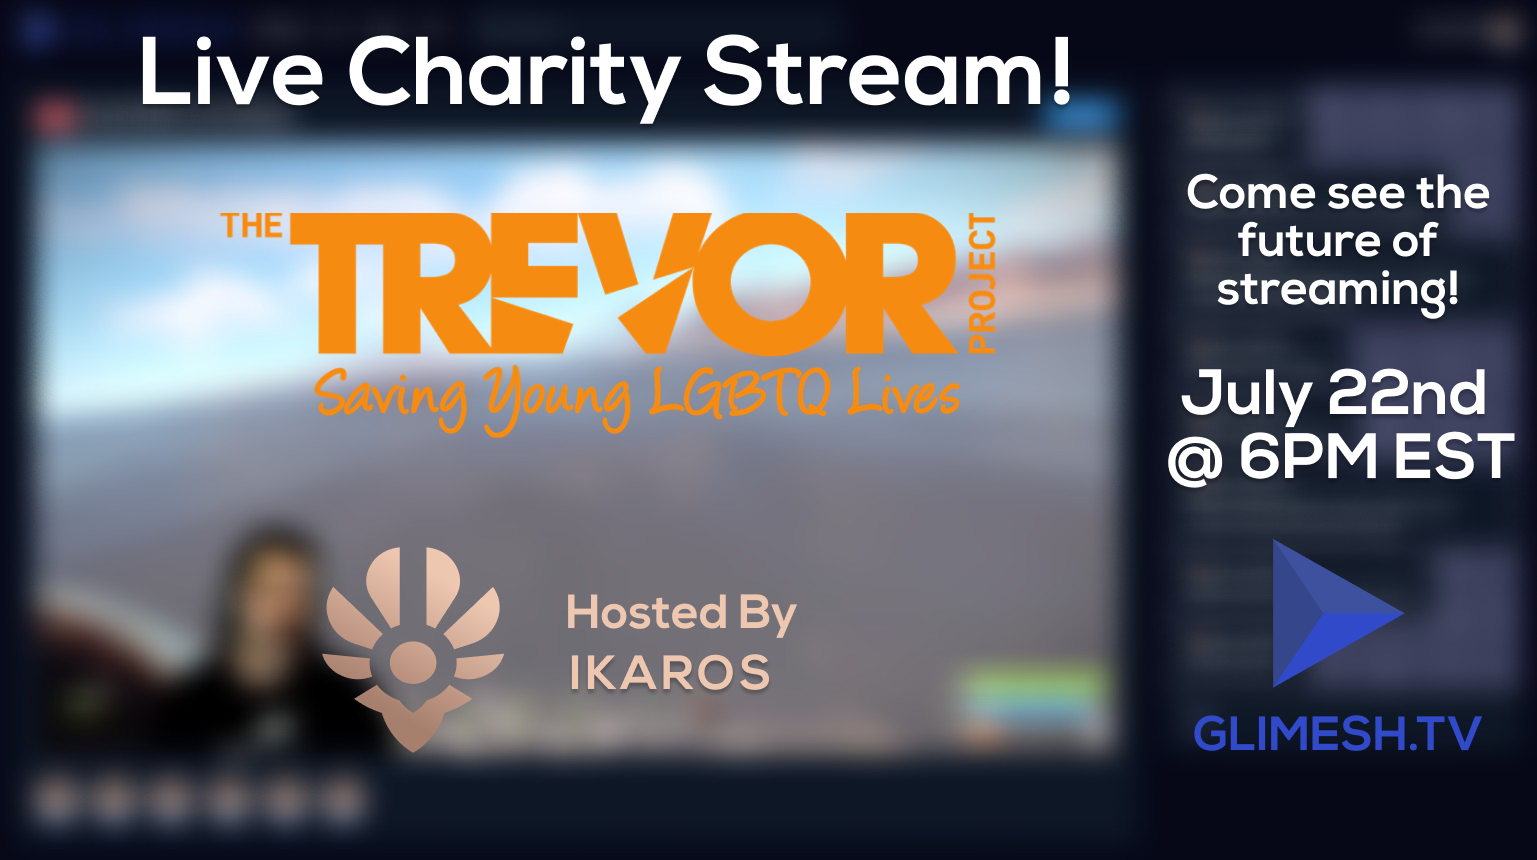 Live Charity Stream!
THE TREVOR PROJECT
Saving Young LGBTQ Lives
Hosted By
IKAROS
Come see the
future of
streaming!
July 22nd
@ 6PM EST
GLIMESH.TV